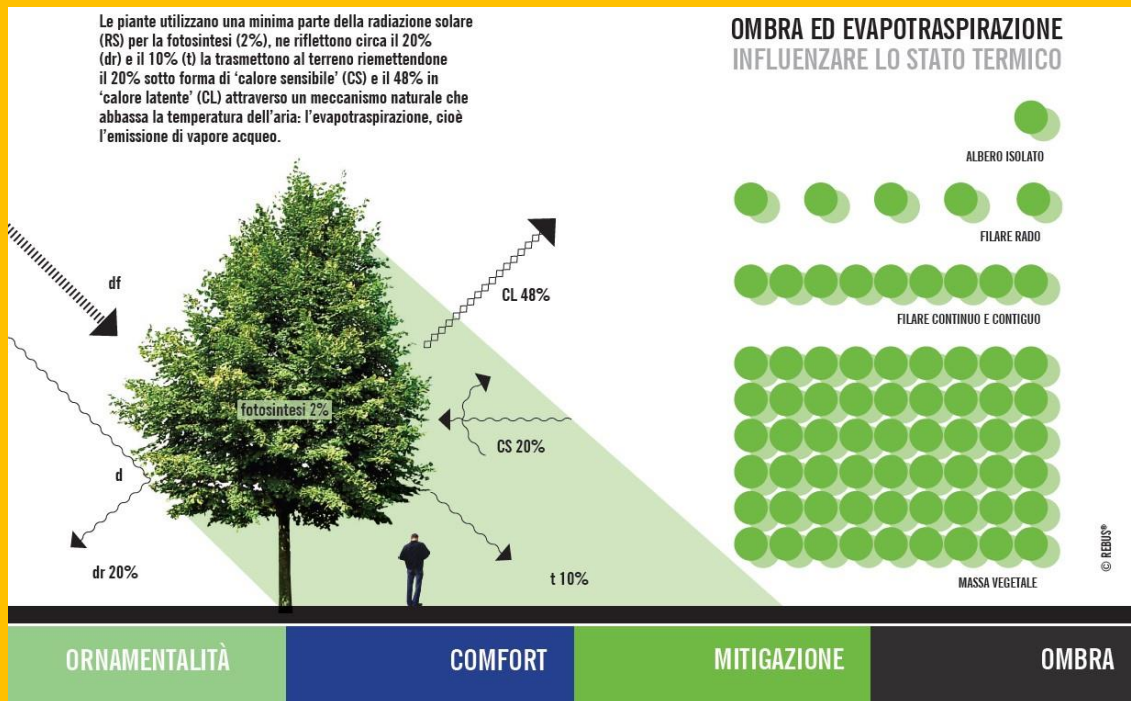 Le piante utilizzano una minima parte della radiazione solare
(RS) per la fotosintesi (2%), ne riflettono circa il 20%
(dr) e il 10% (t) la trasmettono al terreno riemettendone
il 20% sotto forma di ‘calore sensibile’ (CS) e il 48% in
‘calore latente’ (CL) attraverso un meccanismo naturale che
abbassa la temperatura dell’aria: l’evapotraspirazione, cioè
l’emissione di vapore acqueo.
OMBRA ED EVAPOTRASPIRAZIONE
INFLUENZARE LO STATO TERMICO
ALBERO ISOLATO
FILARE RADO
FILARE CONTINUO E CONTIGUO
MASSA VEGETALE
df
CL 48%
fotosintesi 2%
CS 20%
d
dr 20%
t 10%
© REBUS®
ORNAMENTALITÀ
COMFORT
MITIGAZIONE
OMBRA